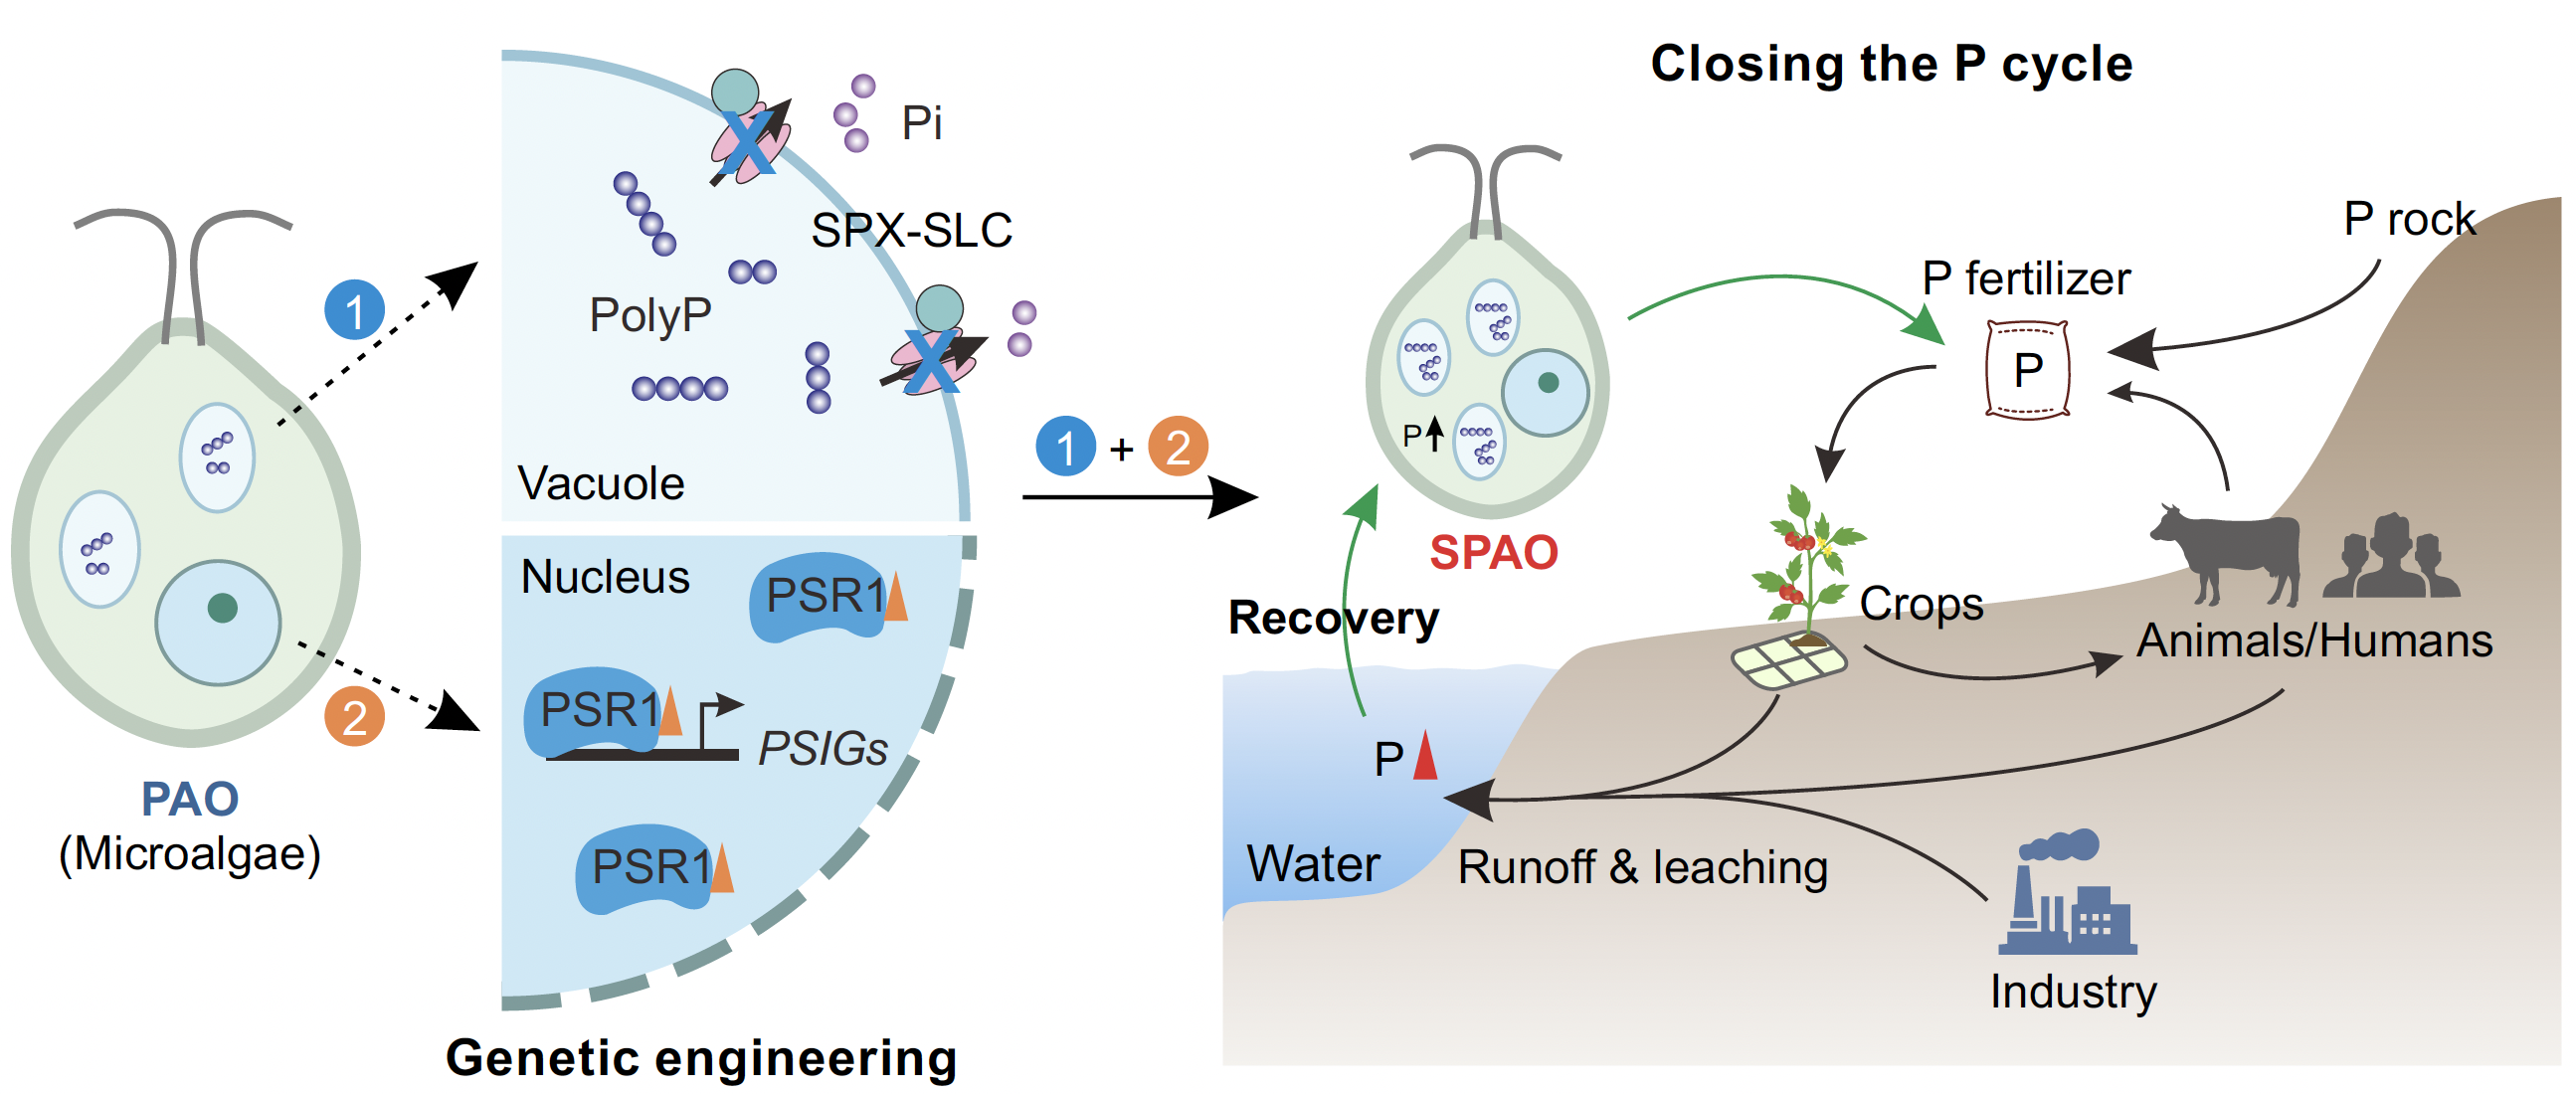 1
2
PAO
(Microalgae)
Pi
SPX-SLC
PolyP
Vacuole
Nucleus
PSR1
PSR1
PSIGs
PSR1
Genetic engineering
1 + 2
Closing the P cycle
P
SPAO
Recovery
P rock
P fertilizer
P
Crops
Animals/Humans
P
Water
Runoff & leaching
Industry